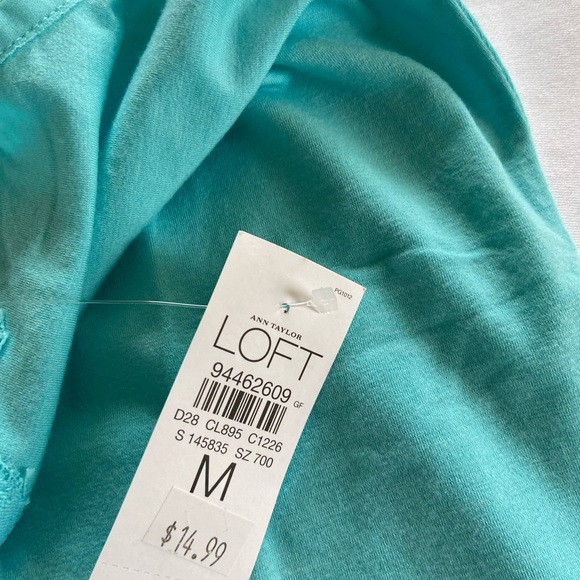 PG1012
ANN TAYLOR
LOFT
94462609
GF
D28 CL895 C1226
S 145835 SZ 700
M
$14.99